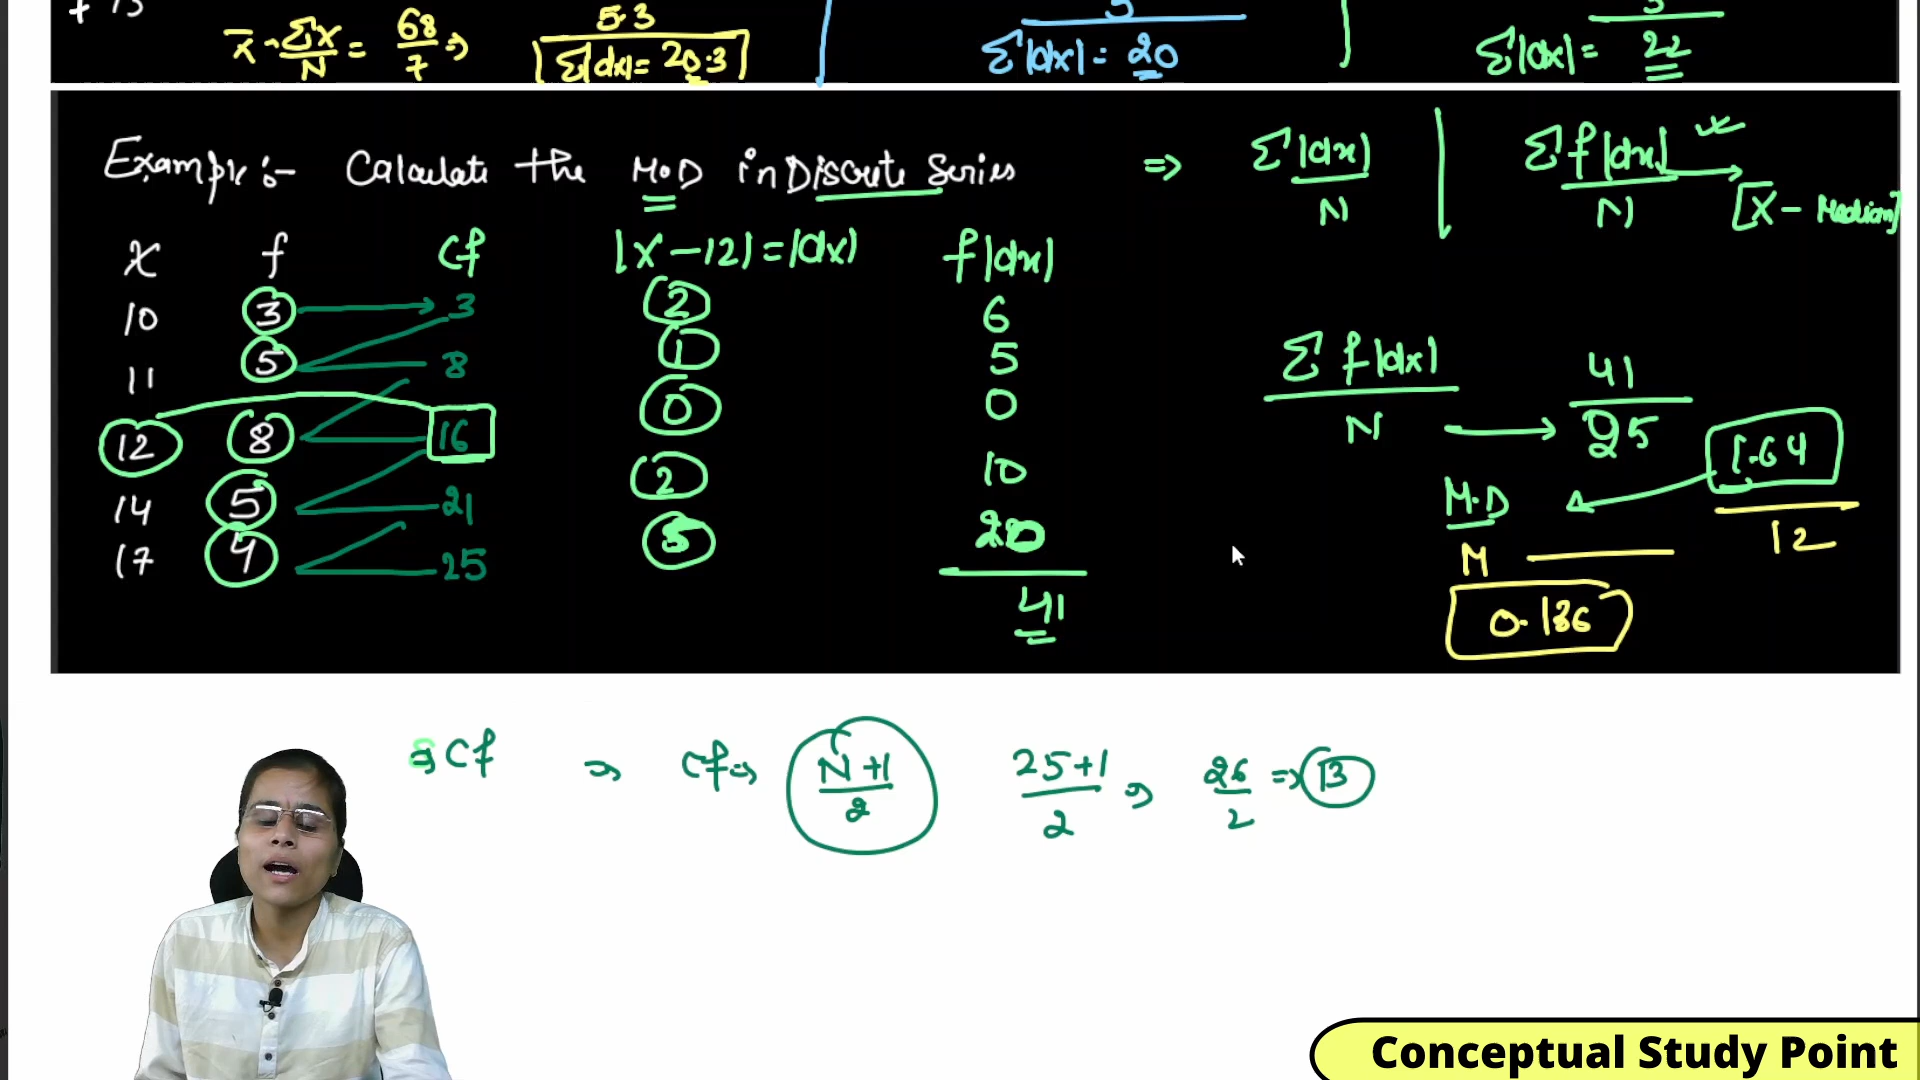 x̄ → Σx/N = 68/7 ⇒
5.3
Σ|dx| = 20.3
Σ|dx| = 20
Σ|dx| = 22
Example:- Calculate the M.D in Discrete Series ⇒ Σ|dx|/N | Σf|dx|/N → [X - Median]
X f Cf |X-12| = |dx| f|dx|
10 3 3 2 6
11 5 8 1 5
12 8 16 0 0
14 5 21 2 10
17 4 25 5 20
41
Σf|dx|/N → 41/25
1.64
M.D
M 12
0.136
⇒ Cf ⇒ Cf ⇒ N+1/2 25+1/2 ⇒ 26/2 ⇒ 13
Conceptual Study Point